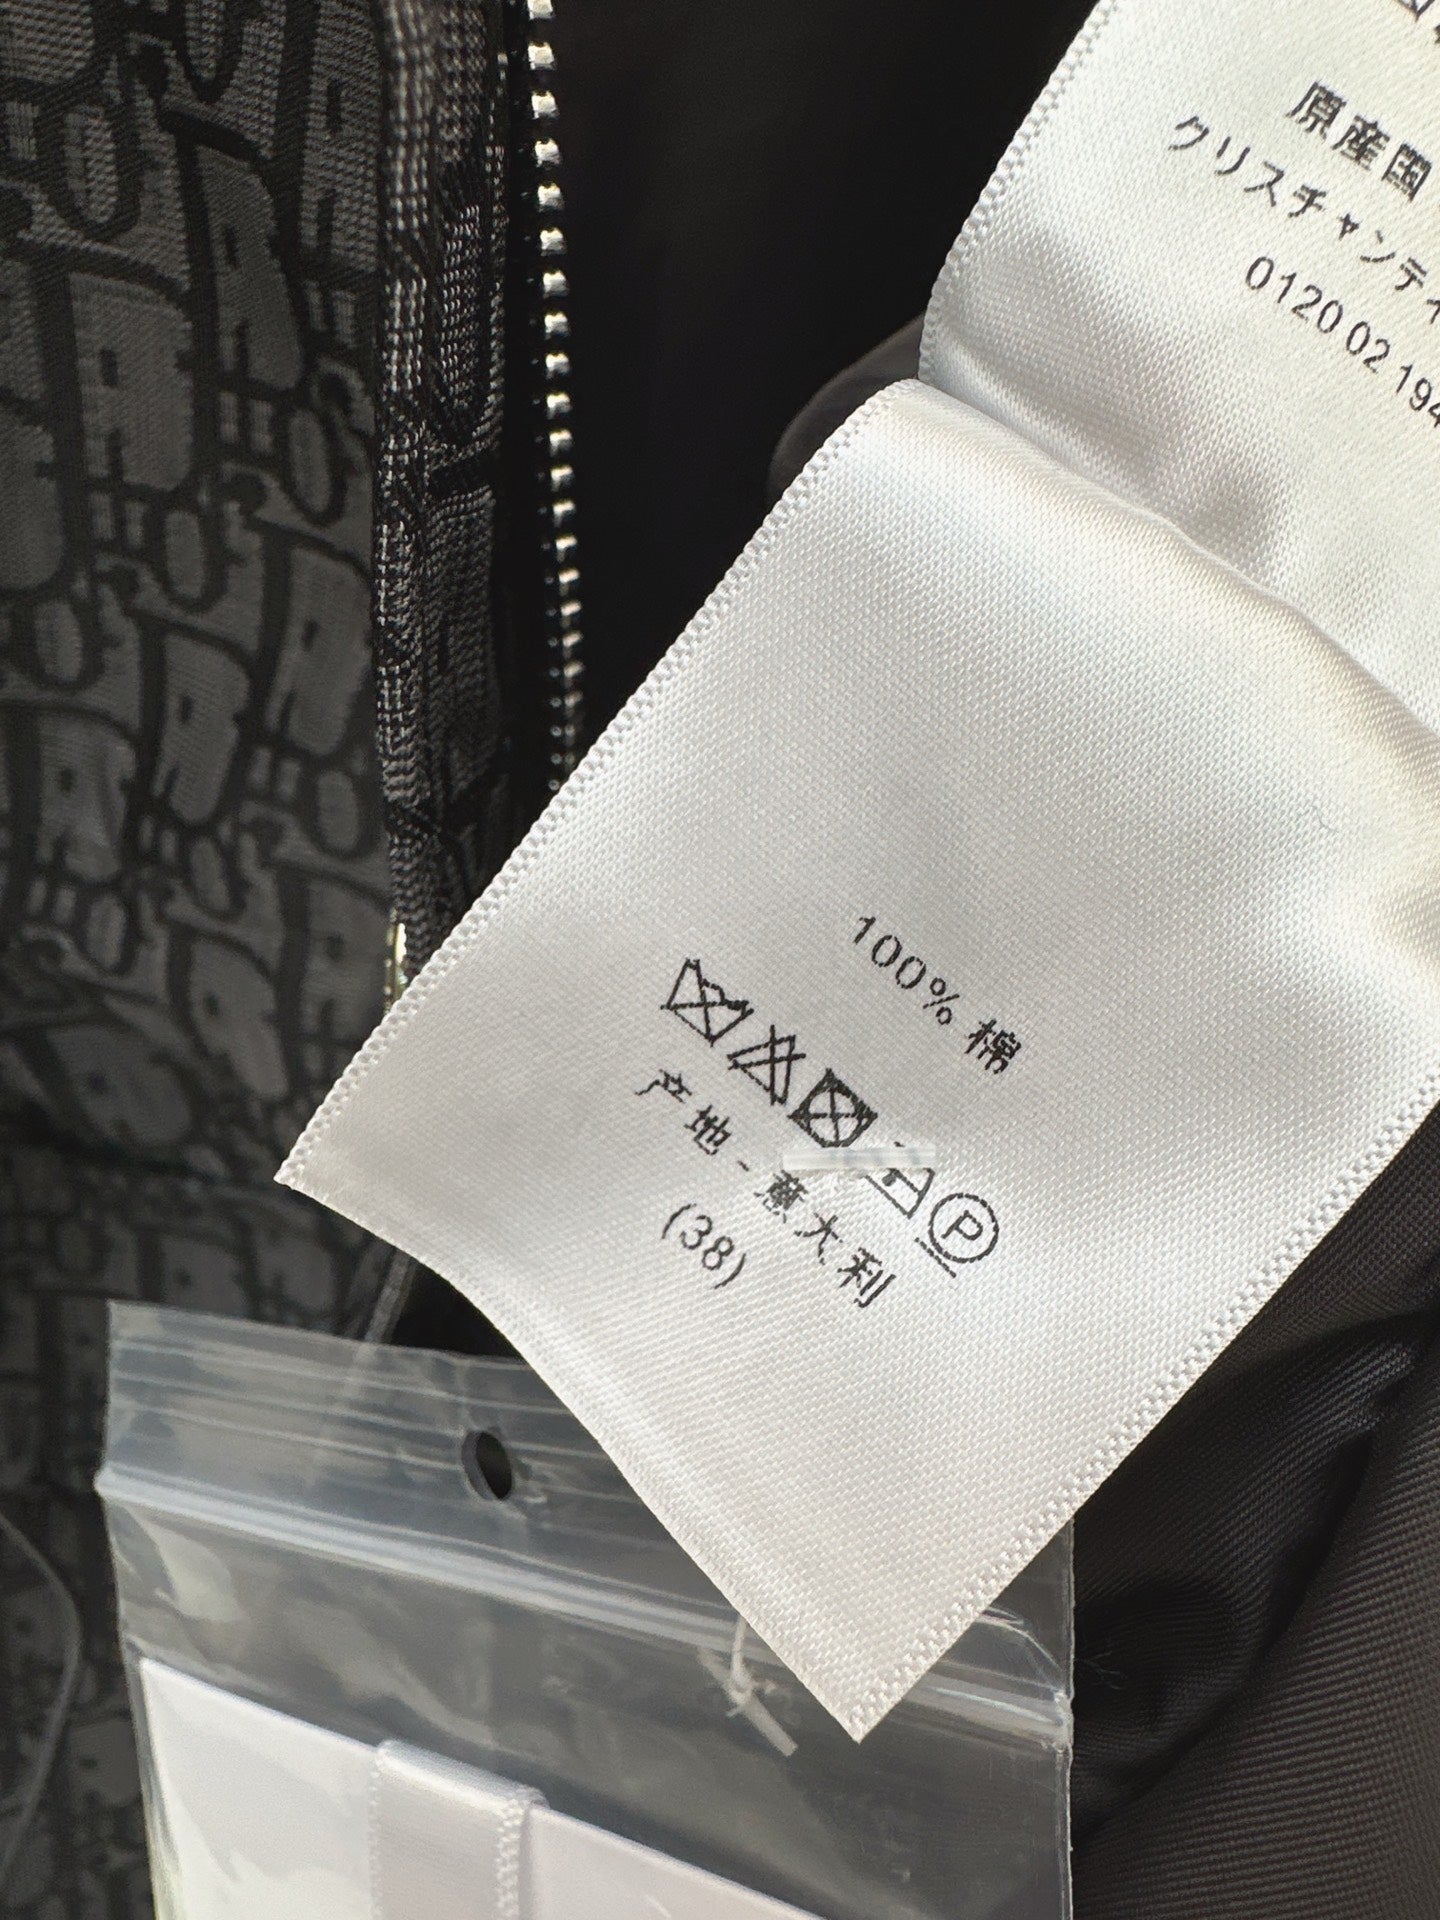 原産国
クリスチャンディ
0120 02 194
100% 棉
P
产地 - 意大利
(38)